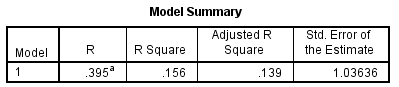 Model Summary
Model R R Square Adjusted R Square Std. Error of the Estimate
1 .395a .156 .139 1.03636